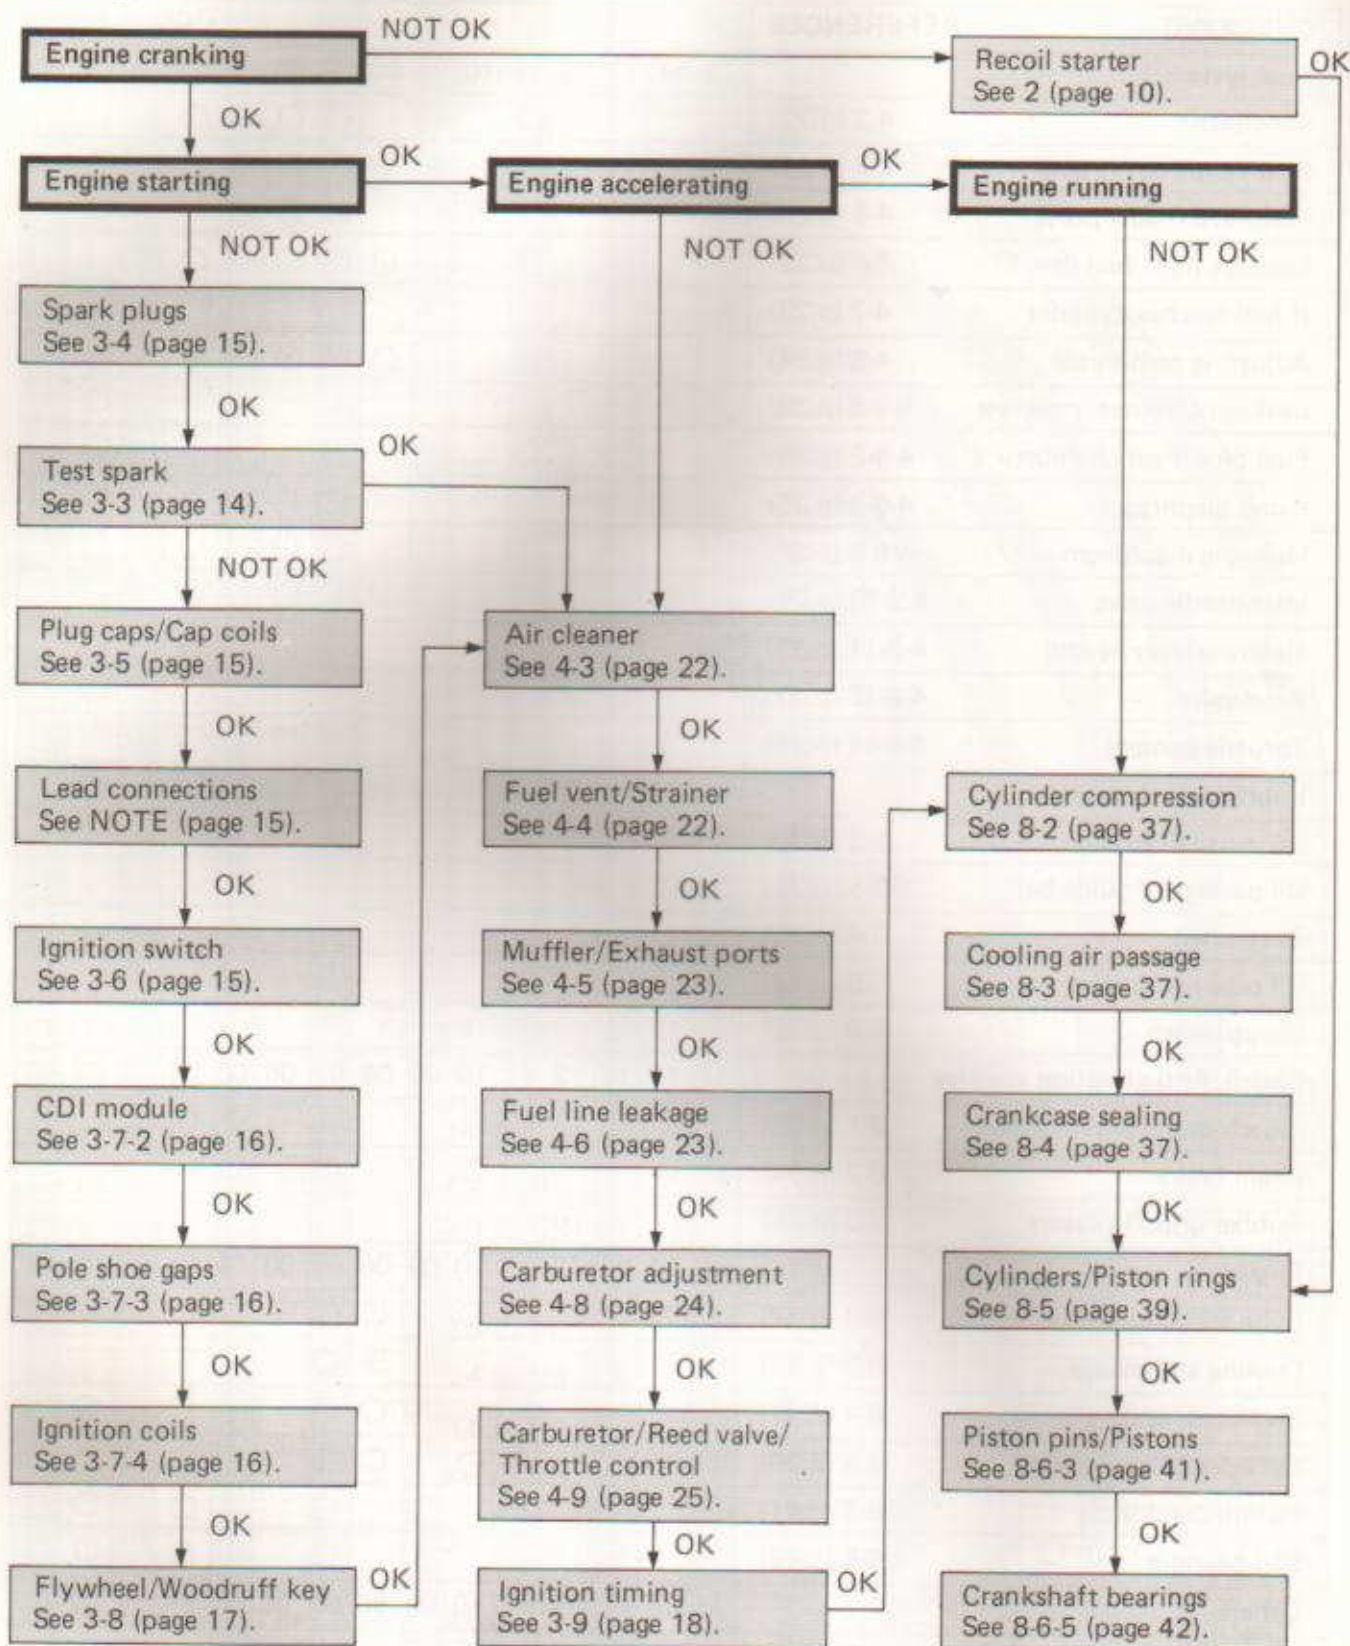 NOT OK
Engine cranking
Recoil starter
See 2 (page 10).
OK
OK
Engine starting
OK
Engine accelerating
OK
Engine running
NOT OK
NOT OK
NOT OK
Spark plugs
See 3-4 (page 15).
OK
Test spark
See 3-3 (page 14).
OK
NOT OK
Plug caps/Cap coils
See 3-5 (page 15).
OK
Lead connections
See NOTE (page 15).
OK
Ignition switch
See 3-6 (page 15).
OK
CDI module
See 3-7-2 (page 16).
OK
Pole shoe gaps
See 3-7-3 (page 16).
OK
Ignition coils
See 3-7-4 (page 16).
OK
Flywheel/Woodruff key
See 3-8 (page 17).
OK
Air cleaner
See 4-3 (page 22).
OK
Fuel vent/Strainer
See 4-4 (page 22).
OK
Muffler/Exhaust ports
See 4-5 (page 23).
OK
Fuel line leakage
See 4-6 (page 23).
OK
Carburetor adjustment
See 4-8 (page 24).
OK
Carburetor/Reed valve/
Throttle control
See 4-9 (page 25).
OK
Ignition timing
See 3-9 (page 18).
OK
Cylinder compression
See 8-2 (page 37).
OK
Cooling air passage
See 8-3 (page 37).
OK
Crankcase sealing
See 8-4 (page 37).
OK
Cylinders/Piston rings
See 8-5 (page 39).
OK
Piston pins/Pistons
See 8-6-3 (page 41).
OK
Crankshaft bearings
See 8-6-5 (page 42).